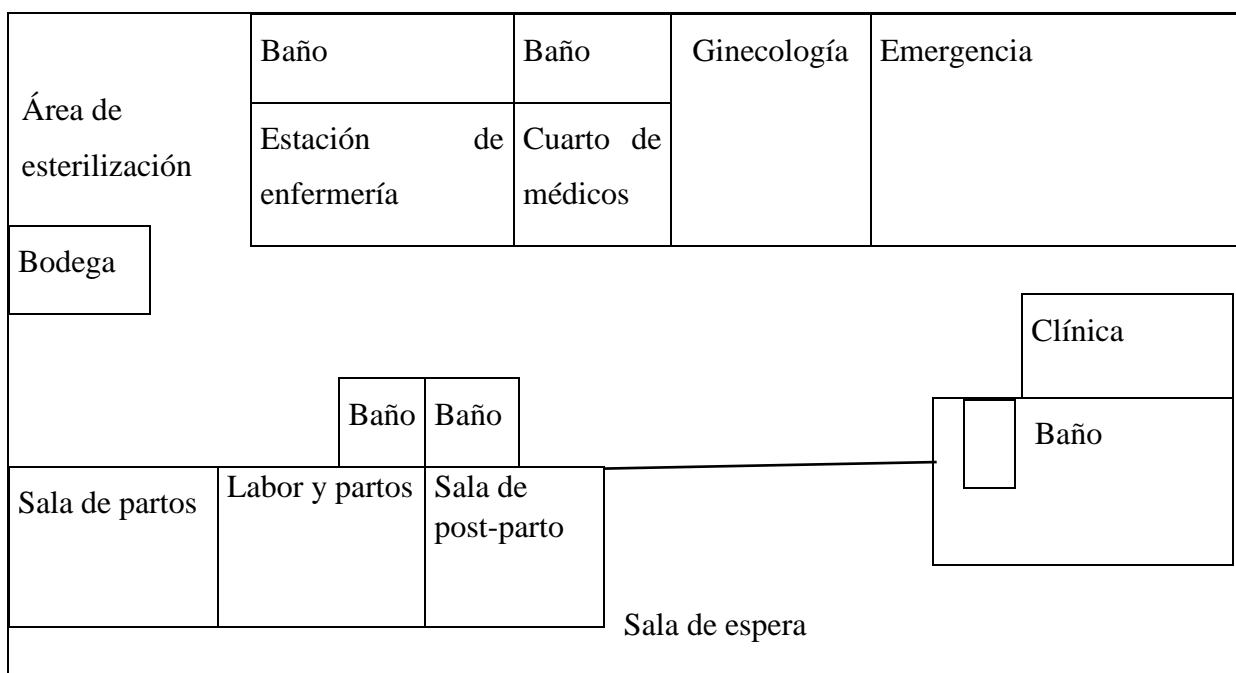 Baño
Baño
Ginecología
Emergencia
Área de
esterilización
Estación de
enfermería
Cuarto de
médicos
Bodega
Clínica
Baño
Baño
Baño
Sala de partos
Labor y partos
Sala de
post-parto
Sala de espera